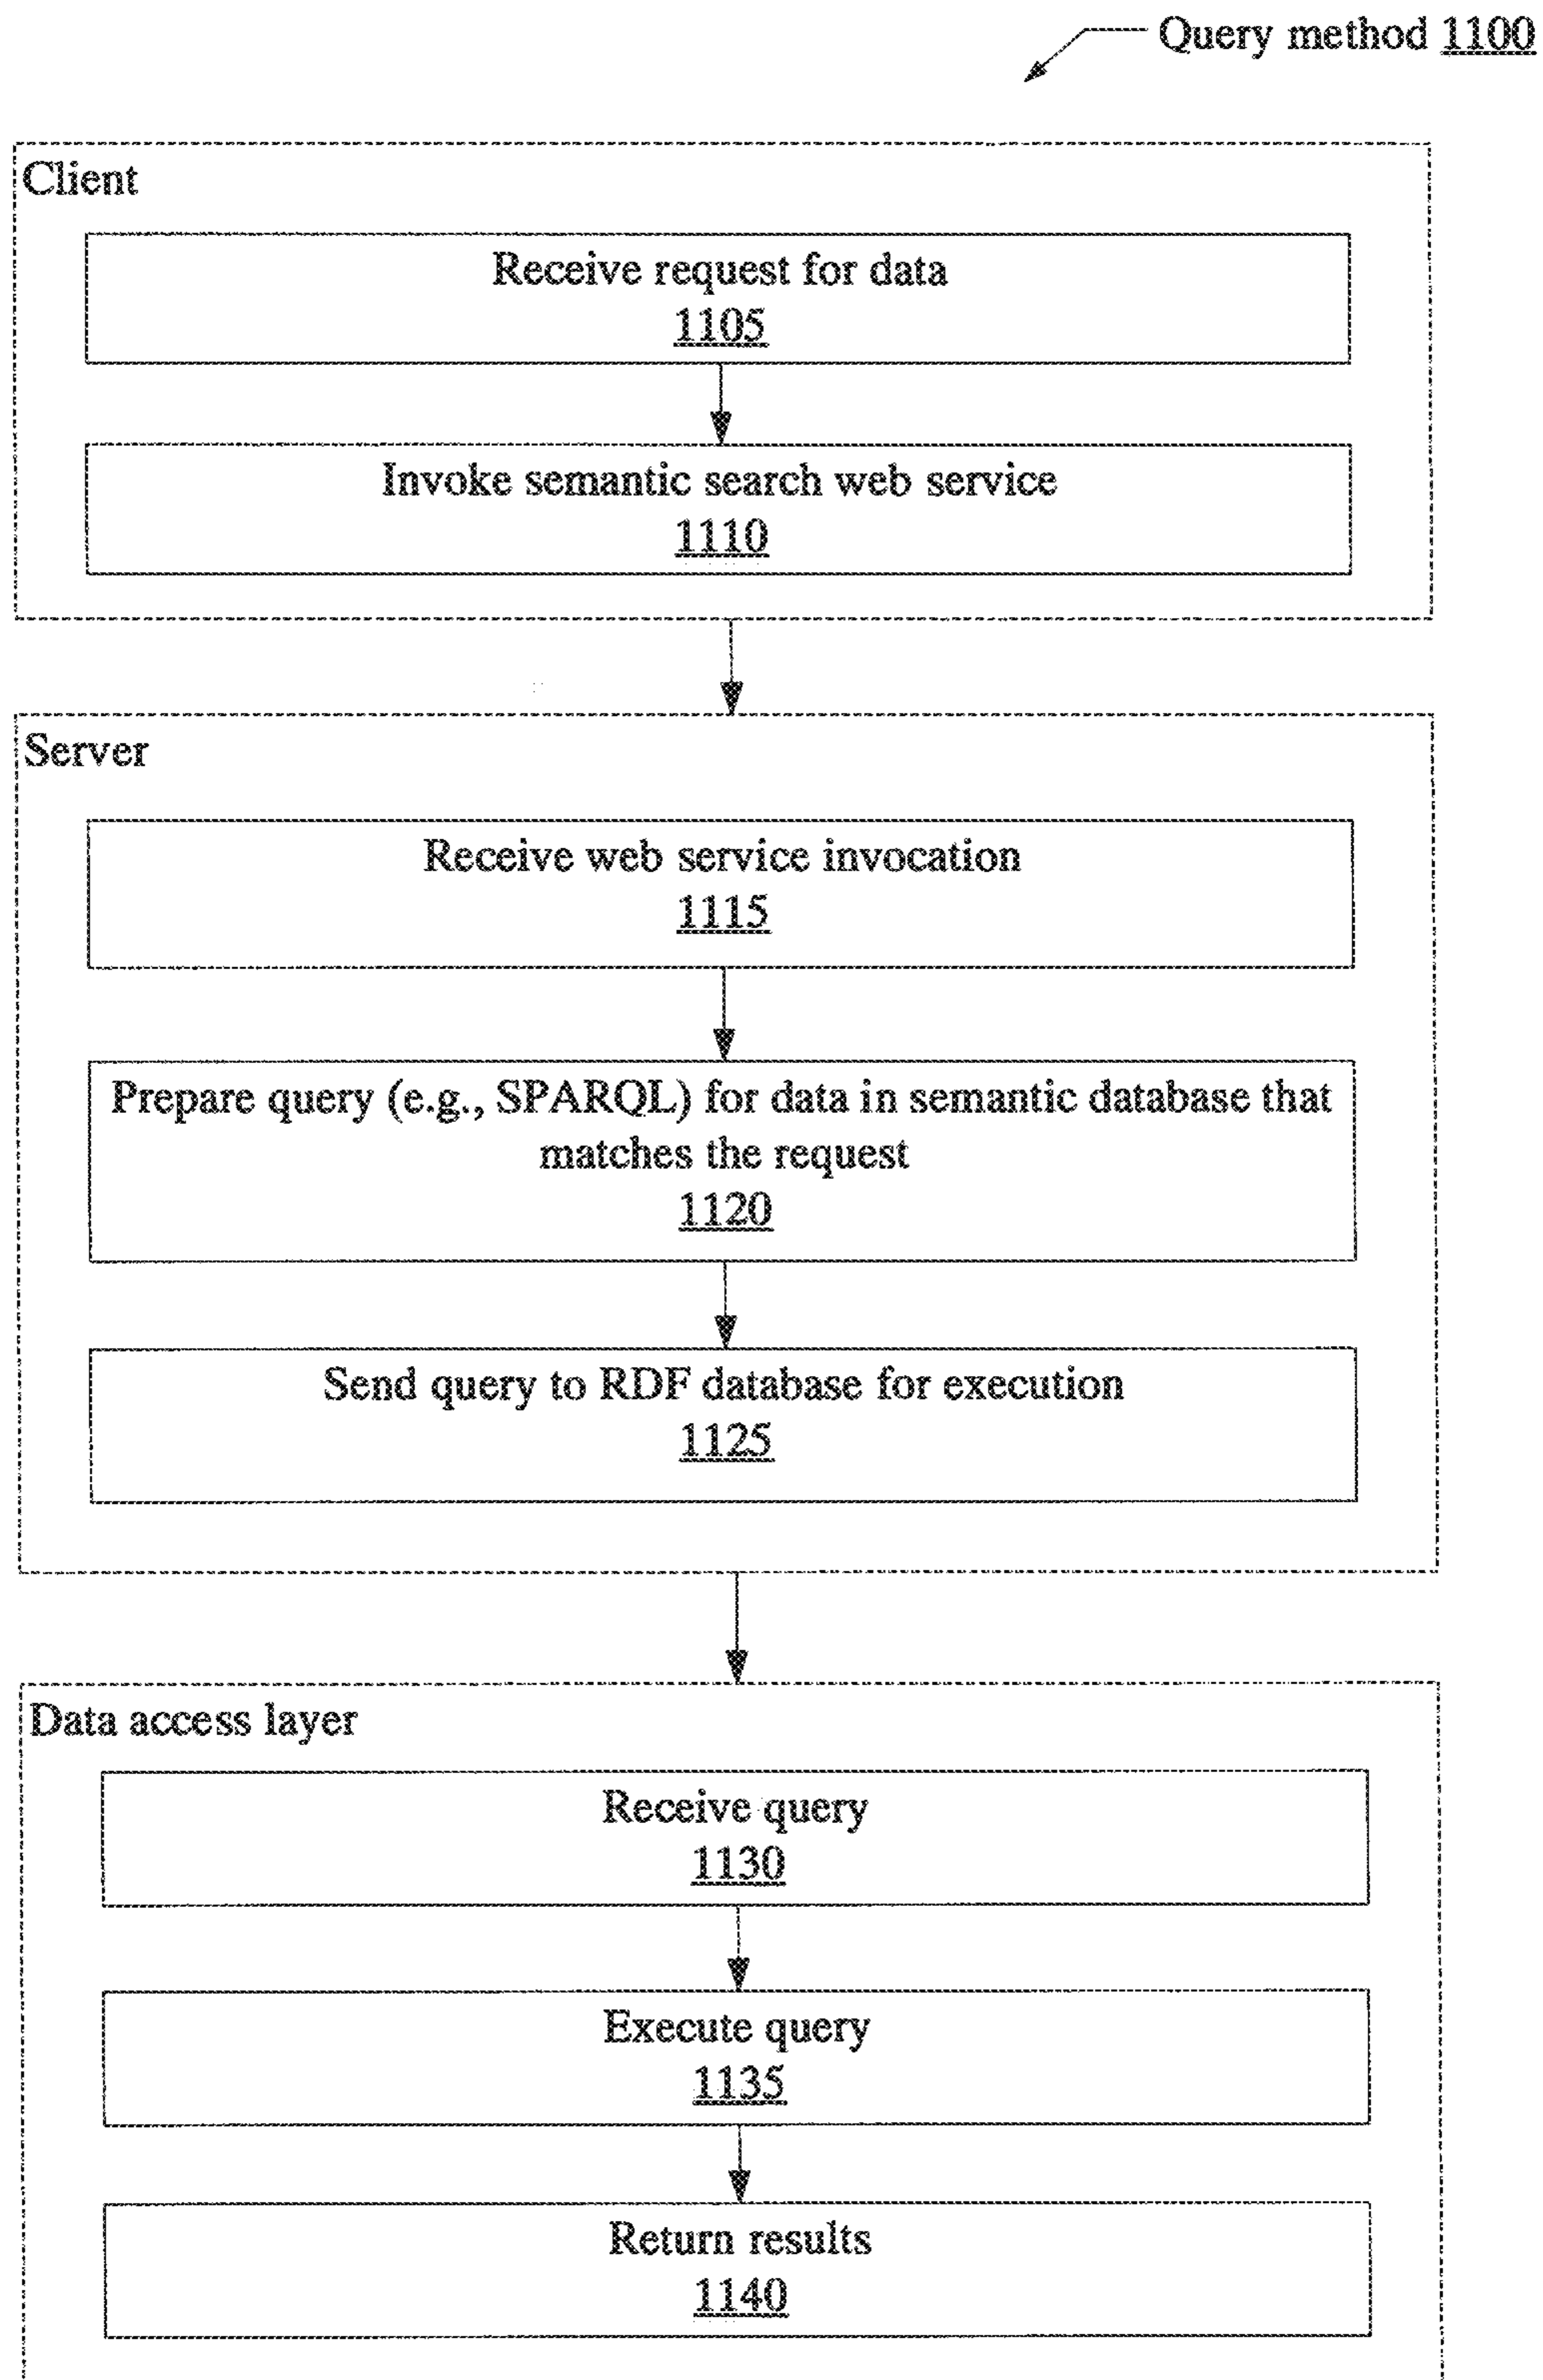 Query method 1100
Client
Receive request for data
1105
Invoke semantic search web service
1110
Server
Receive web service invocation
1115
Prepare query (e.g., SPARQL) for data in semantic database that
matches the request
1120
Send query to RDF database for execution
1125
Data access layer
Receive query
1130
Execute query
1135
Return results
1140